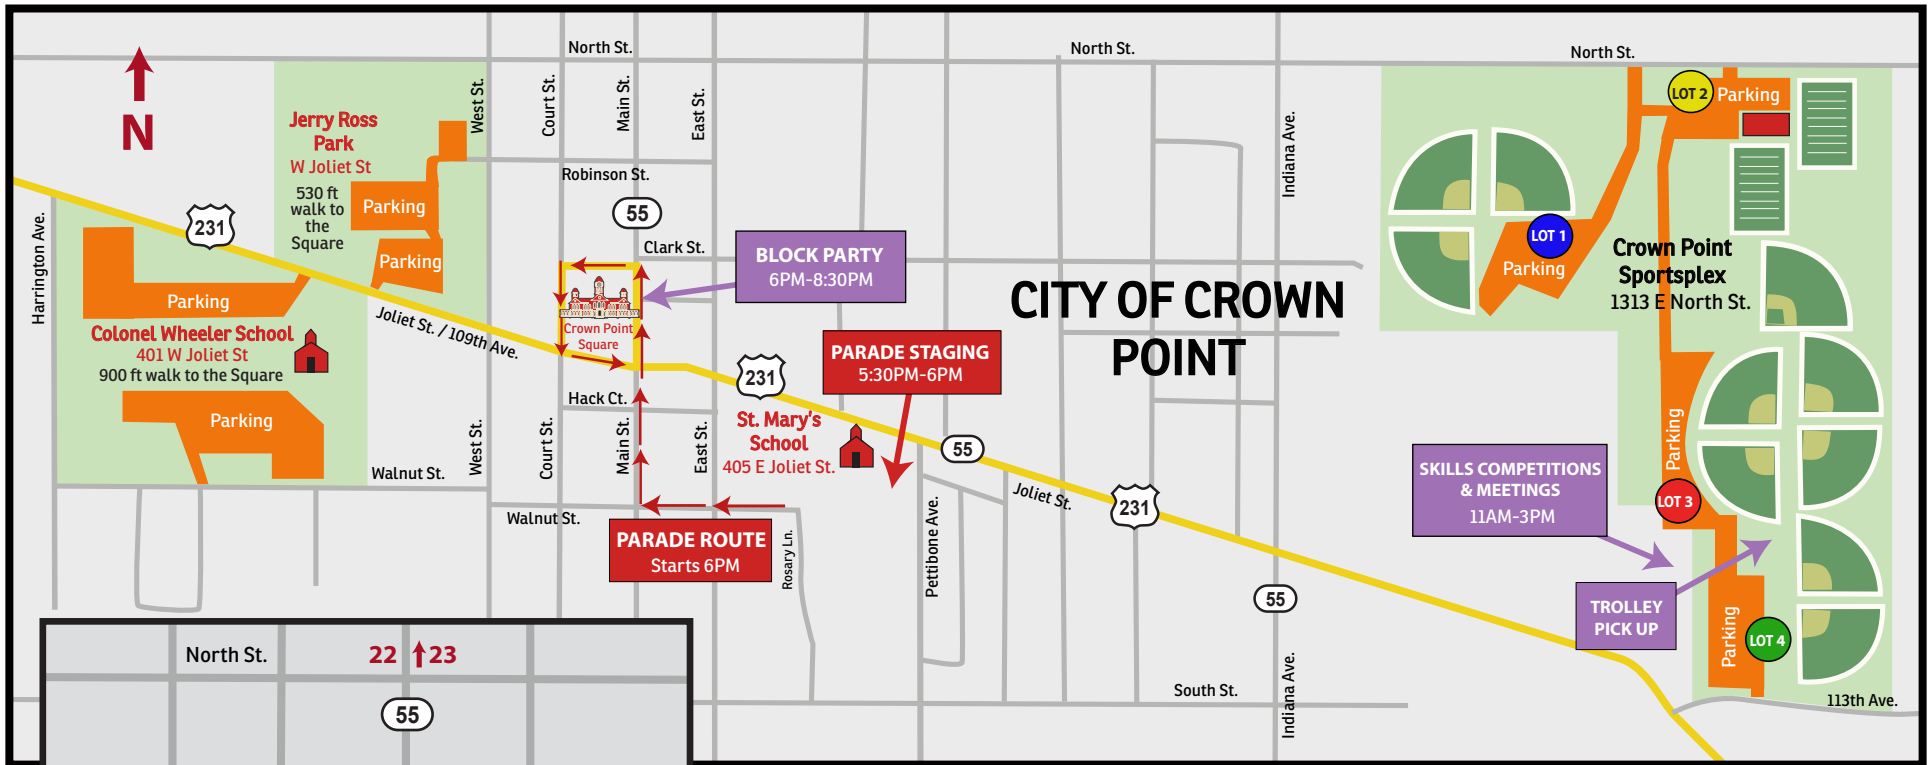 North St.
North St.
North St.
N
Jerry Ross
Park
W Joliet St
530 ft
walk to
the
Square
Parking
Parking
West St.
Court St.
Main St.
East St.
Robinson St.
55
Clark St.
231
Harrington Ave.
Parking
Colonel Wheeler School
401 W Joliet St
900 ft walk to the Square
Parking
Joliet St. / 109th Ave.
Crown Point
Square
BLOCK PARTY
6PM-8:30PM
PARADE STAGING
5:30PM-6PM
CITY OF CROWN
POINT
Indiana Ave.
LOT 2
Parking
LOT 1
Parking
Crown Point
Sportsplex
1313 E North St.
231
Hack Ct.
St. Mary's
School
405 E Joliet St.
West St.
Court St.
Main St.
East St.
Walnut St.
Walnut St.
PARADE ROUTE
Starts 6PM
Rosary Ln.
Pettibone Ave.
55
Joliet St.
231
SKILLS COMPETITIONS
& MEETINGS
11AM-3PM
Parking
LOT 3
TROLLEY
PICK UP
Parking
LOT 4
55
Indiana Ave.
South St.
113th Ave.
North St.
22
23
55